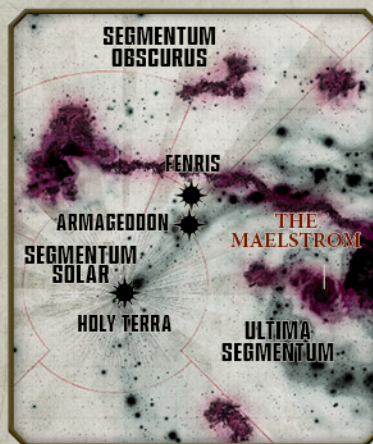 SEGMENTUM
OBSCURUS
FENRIS
ARMAGEDDON
THE
MAELSTROM
SEGMENTUM
SOLAR
HOLY TERRA
ULTIMA
SEGMENTUM